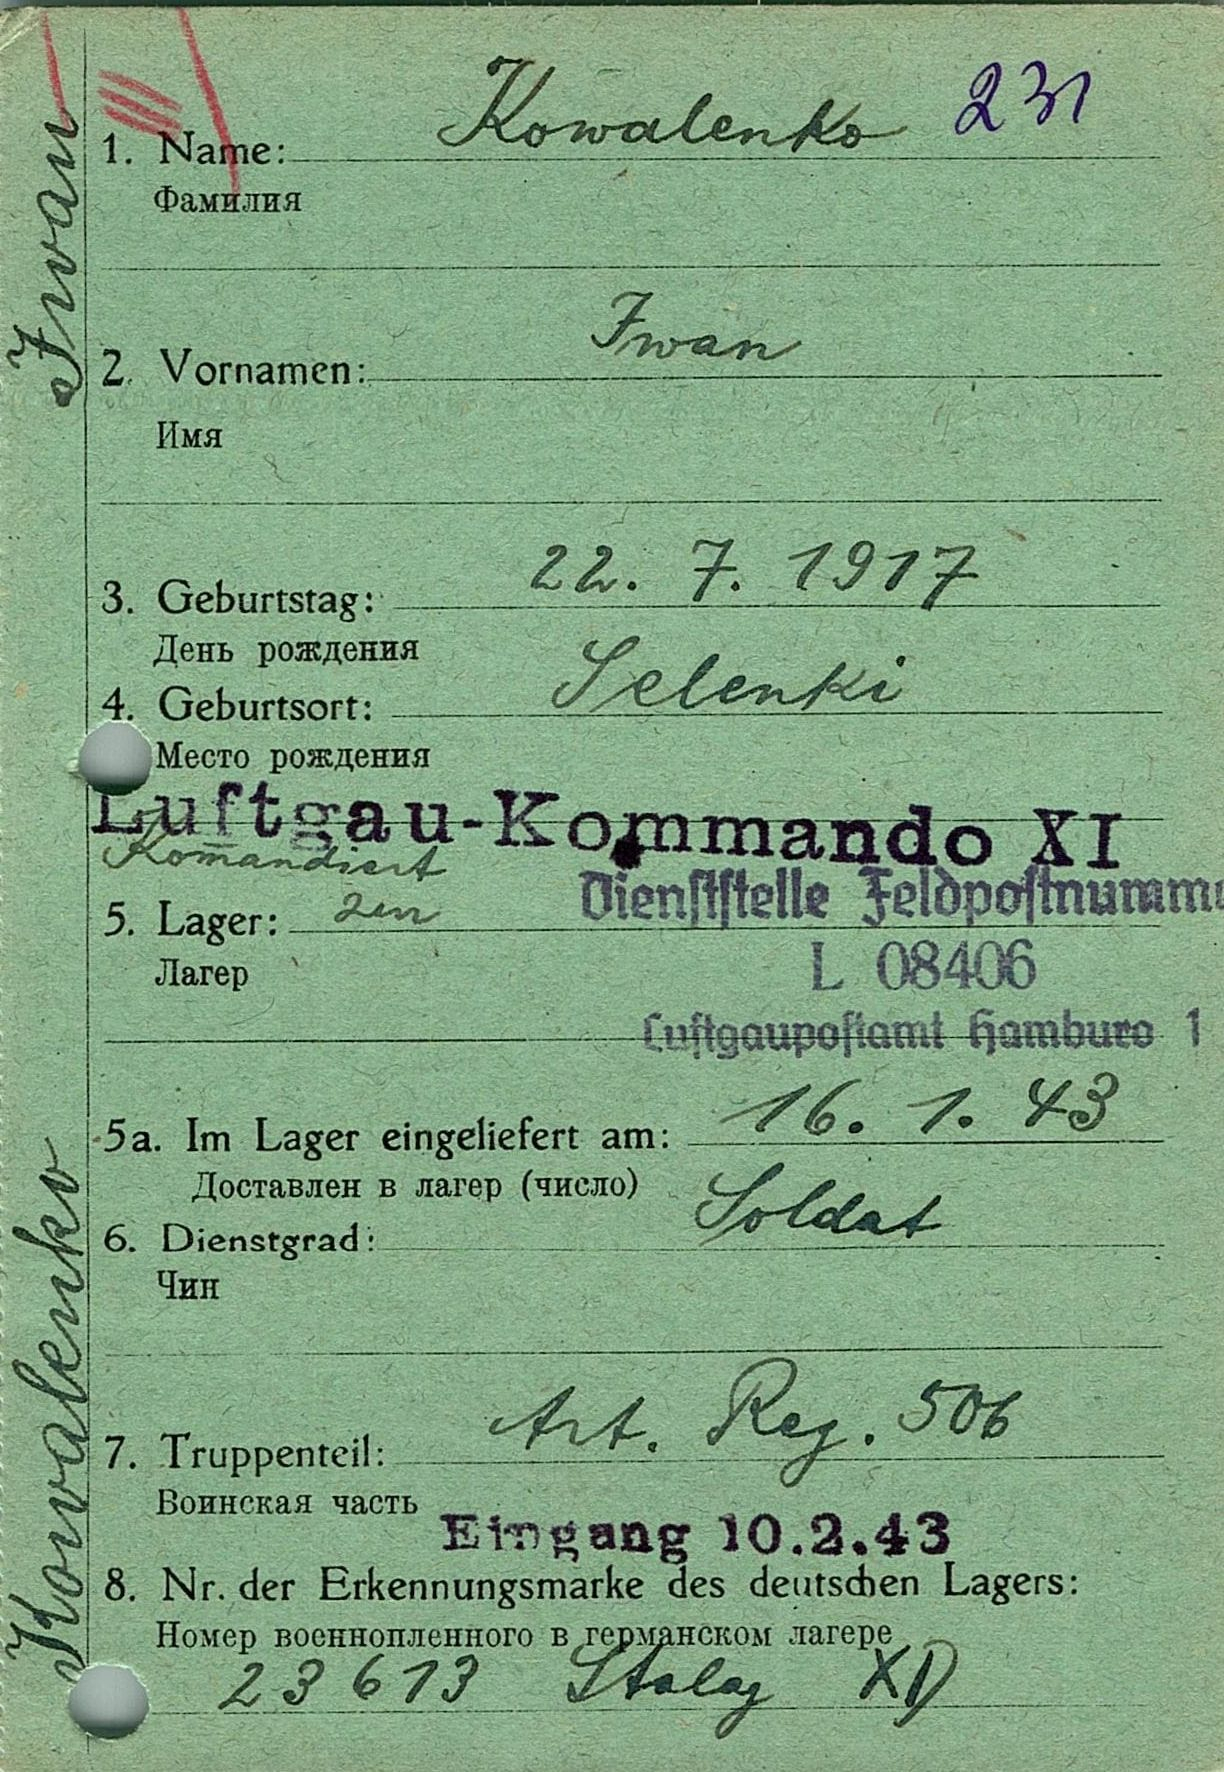 Kowalenko 231
1. Name:
Фамилия
Iwan
2. Vornamen:
Имя
22. 7. 1917
3. Geburtstag:
День рождения
Selenki
4. Geburtsort:
Место рождения
Luftgau-Kommando XI
Komandiert
Dienststelle Feldpostnumm
5. Lager: zur
Лагер
L 08406
Luftgaupostamt Hamburg 1
16. 1. 43
5a. Im Lager eingeliefert am:
Доставлен в лагер (число)
Soldat
6. Dienstgrad:
Чин
Art. Reg. 506
7. Truppenteil:
Воинская часть
Eingang 10.2.43
8. Nr. der Erkennungsmarke des deutschen Lagers:
Номер военнопленного в германском лагере
23613 Stalag XD
Kowalenko Iwan